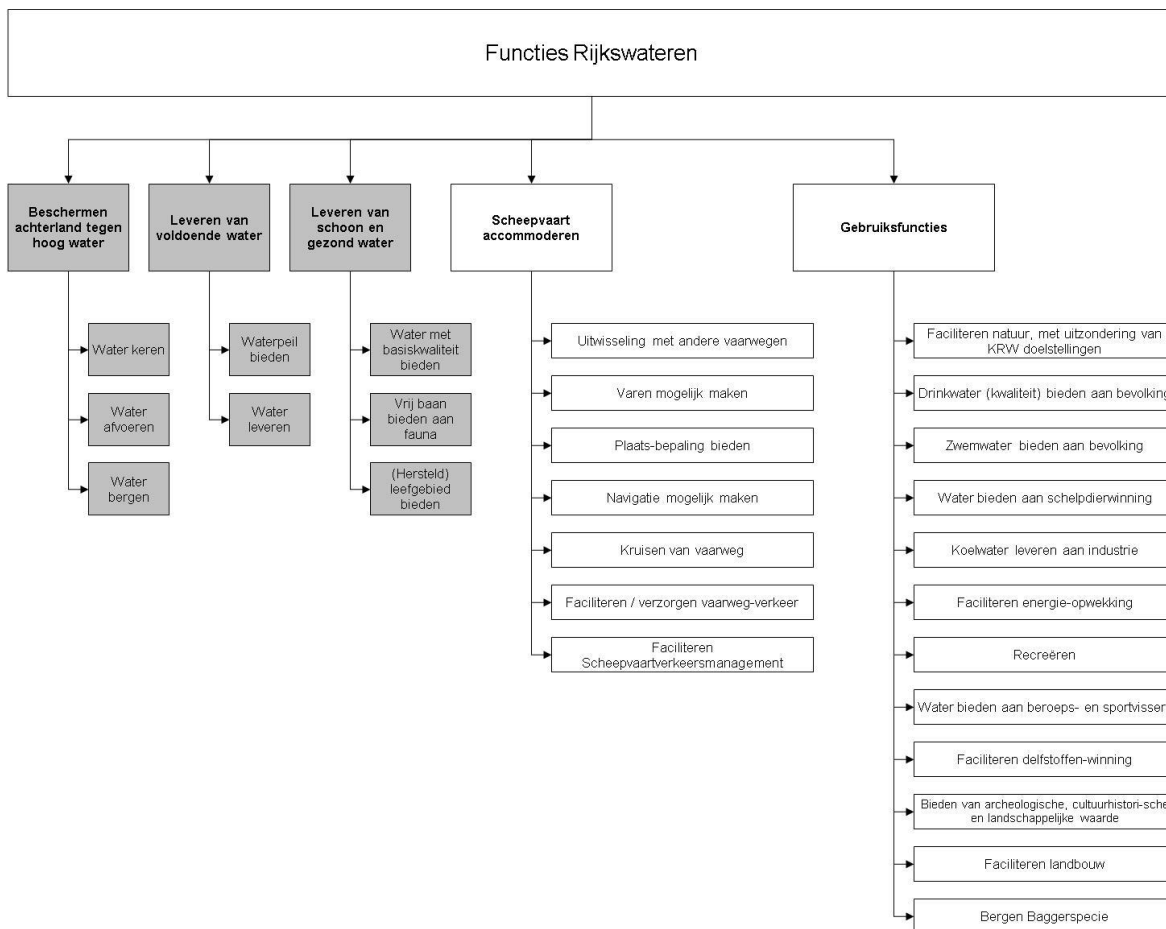 Functies Rijkswateren
Beschermen
achterland tegen
hoog water
Leveren van
voldoende water
Leveren van
schoon en
gezond water
Scheepvaart
accommoderen
Gebruiksfuncties
Water keren
Water
afvoeren
Water
bergen
Waterpeil
bieden
Water
leveren
Water met
basiskwaliteit
bieden
Vrij baan
bieden aan
fauna
(Hersteld)
leefgebied
bieden
Uitwisseling met andere vaarwegen
Varen mogelijk maken
Plaats-bepaling bieden
Navigatie mogelijk maken
Kruisen van vaarweg
Faciliteren / verzorgen vaarweg-verkeer
Faciliteren
Scheepvaartverkeersmanagement
Faciliteren natuur, met uitzondering van
KRW doelstellingen
Drinkwater (kwaliteit) bieden aan bevolking
Zwemwater bieden aan bevolking
Water bieden aan schelpdierwinning
Koelwater leveren aan industrie
Faciliteren energie-opwekking
Recreëren
Water bieden aan beroeps- en sportvisserij
Faciliteren delfstoffen-winning
Bieden van archeologische, cultuurhistori-sche
en landschappelijke waarde
Faciliteren landbouw
Bergen Baggerspecie